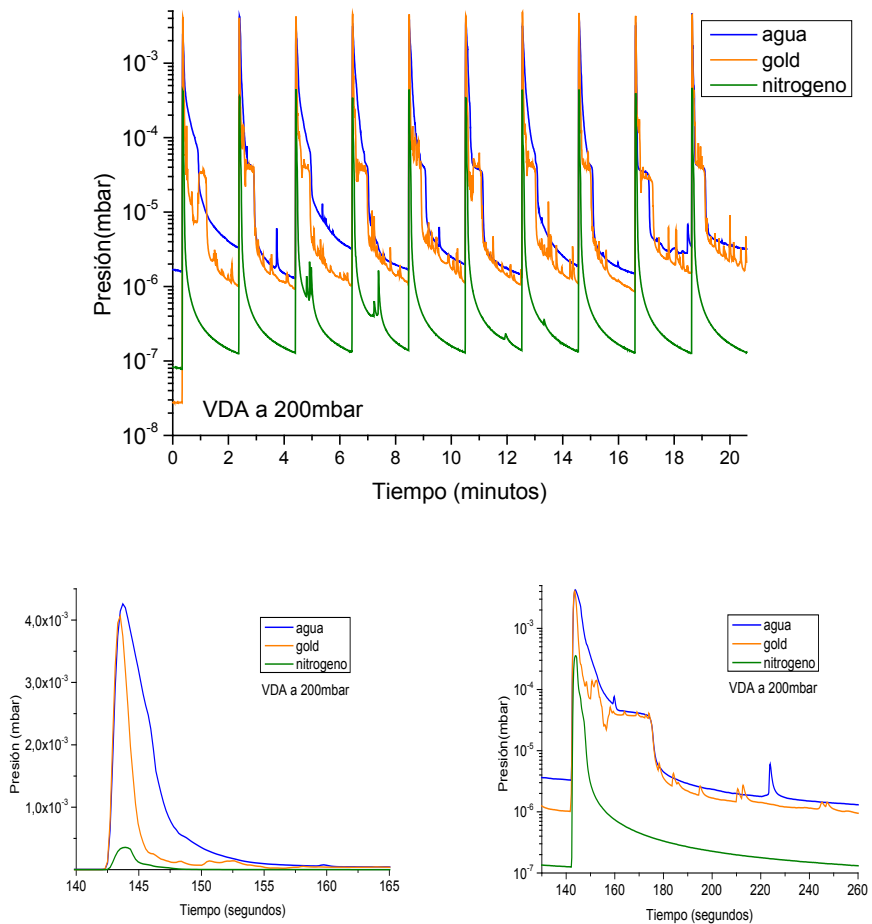 10⁻³
10⁻⁴
10⁻⁵
10⁻⁶
10⁻⁷
10⁻⁸
Presión(mbar)
agua
gold
nitrogeno
VDA a 200mbar
0 2 4 6 8 10 12 14 16 18 20
Tiempo (minutos)
4,0x10⁻³
3,0x10⁻³
2,0x10⁻³
1,0x10⁻³
Presión (mbar)
agua
gold
nitrogeno
VDA a 200mbar
140 145 150 155 160 165
Tiempo (segundos)
10⁻³
10⁻⁴
10⁻⁵
10⁻⁶
10⁻⁷
Presión(mbar)
agua
gold
nitrogeno
VDA a 200mbar
140 160 180 200 220 240 260
Tiempo (segundos)